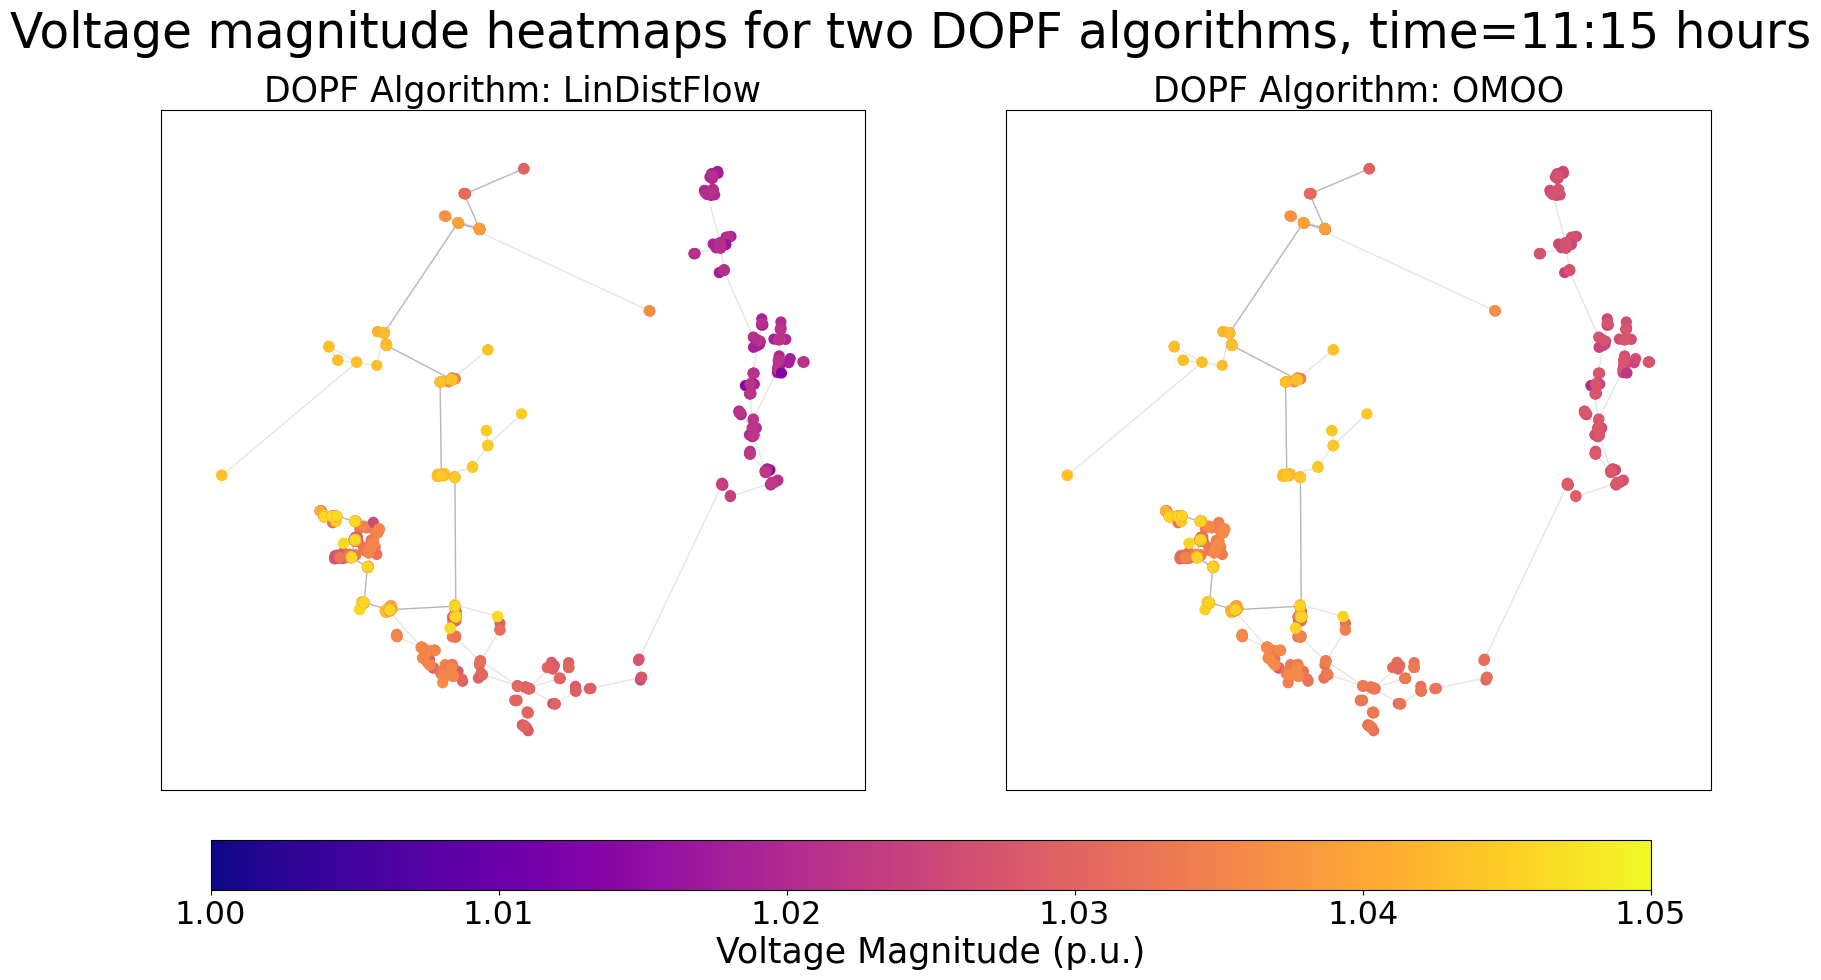 Voltage magnitude heatmaps for two DOPF algorithms, time=11:15 hours
DOPF Algorithm: LinDistFlow
DOPF Algorithm: OMOO
1.00 1.01 1.02 1.03 1.04 1.05
Voltage Magnitude (p.u.)